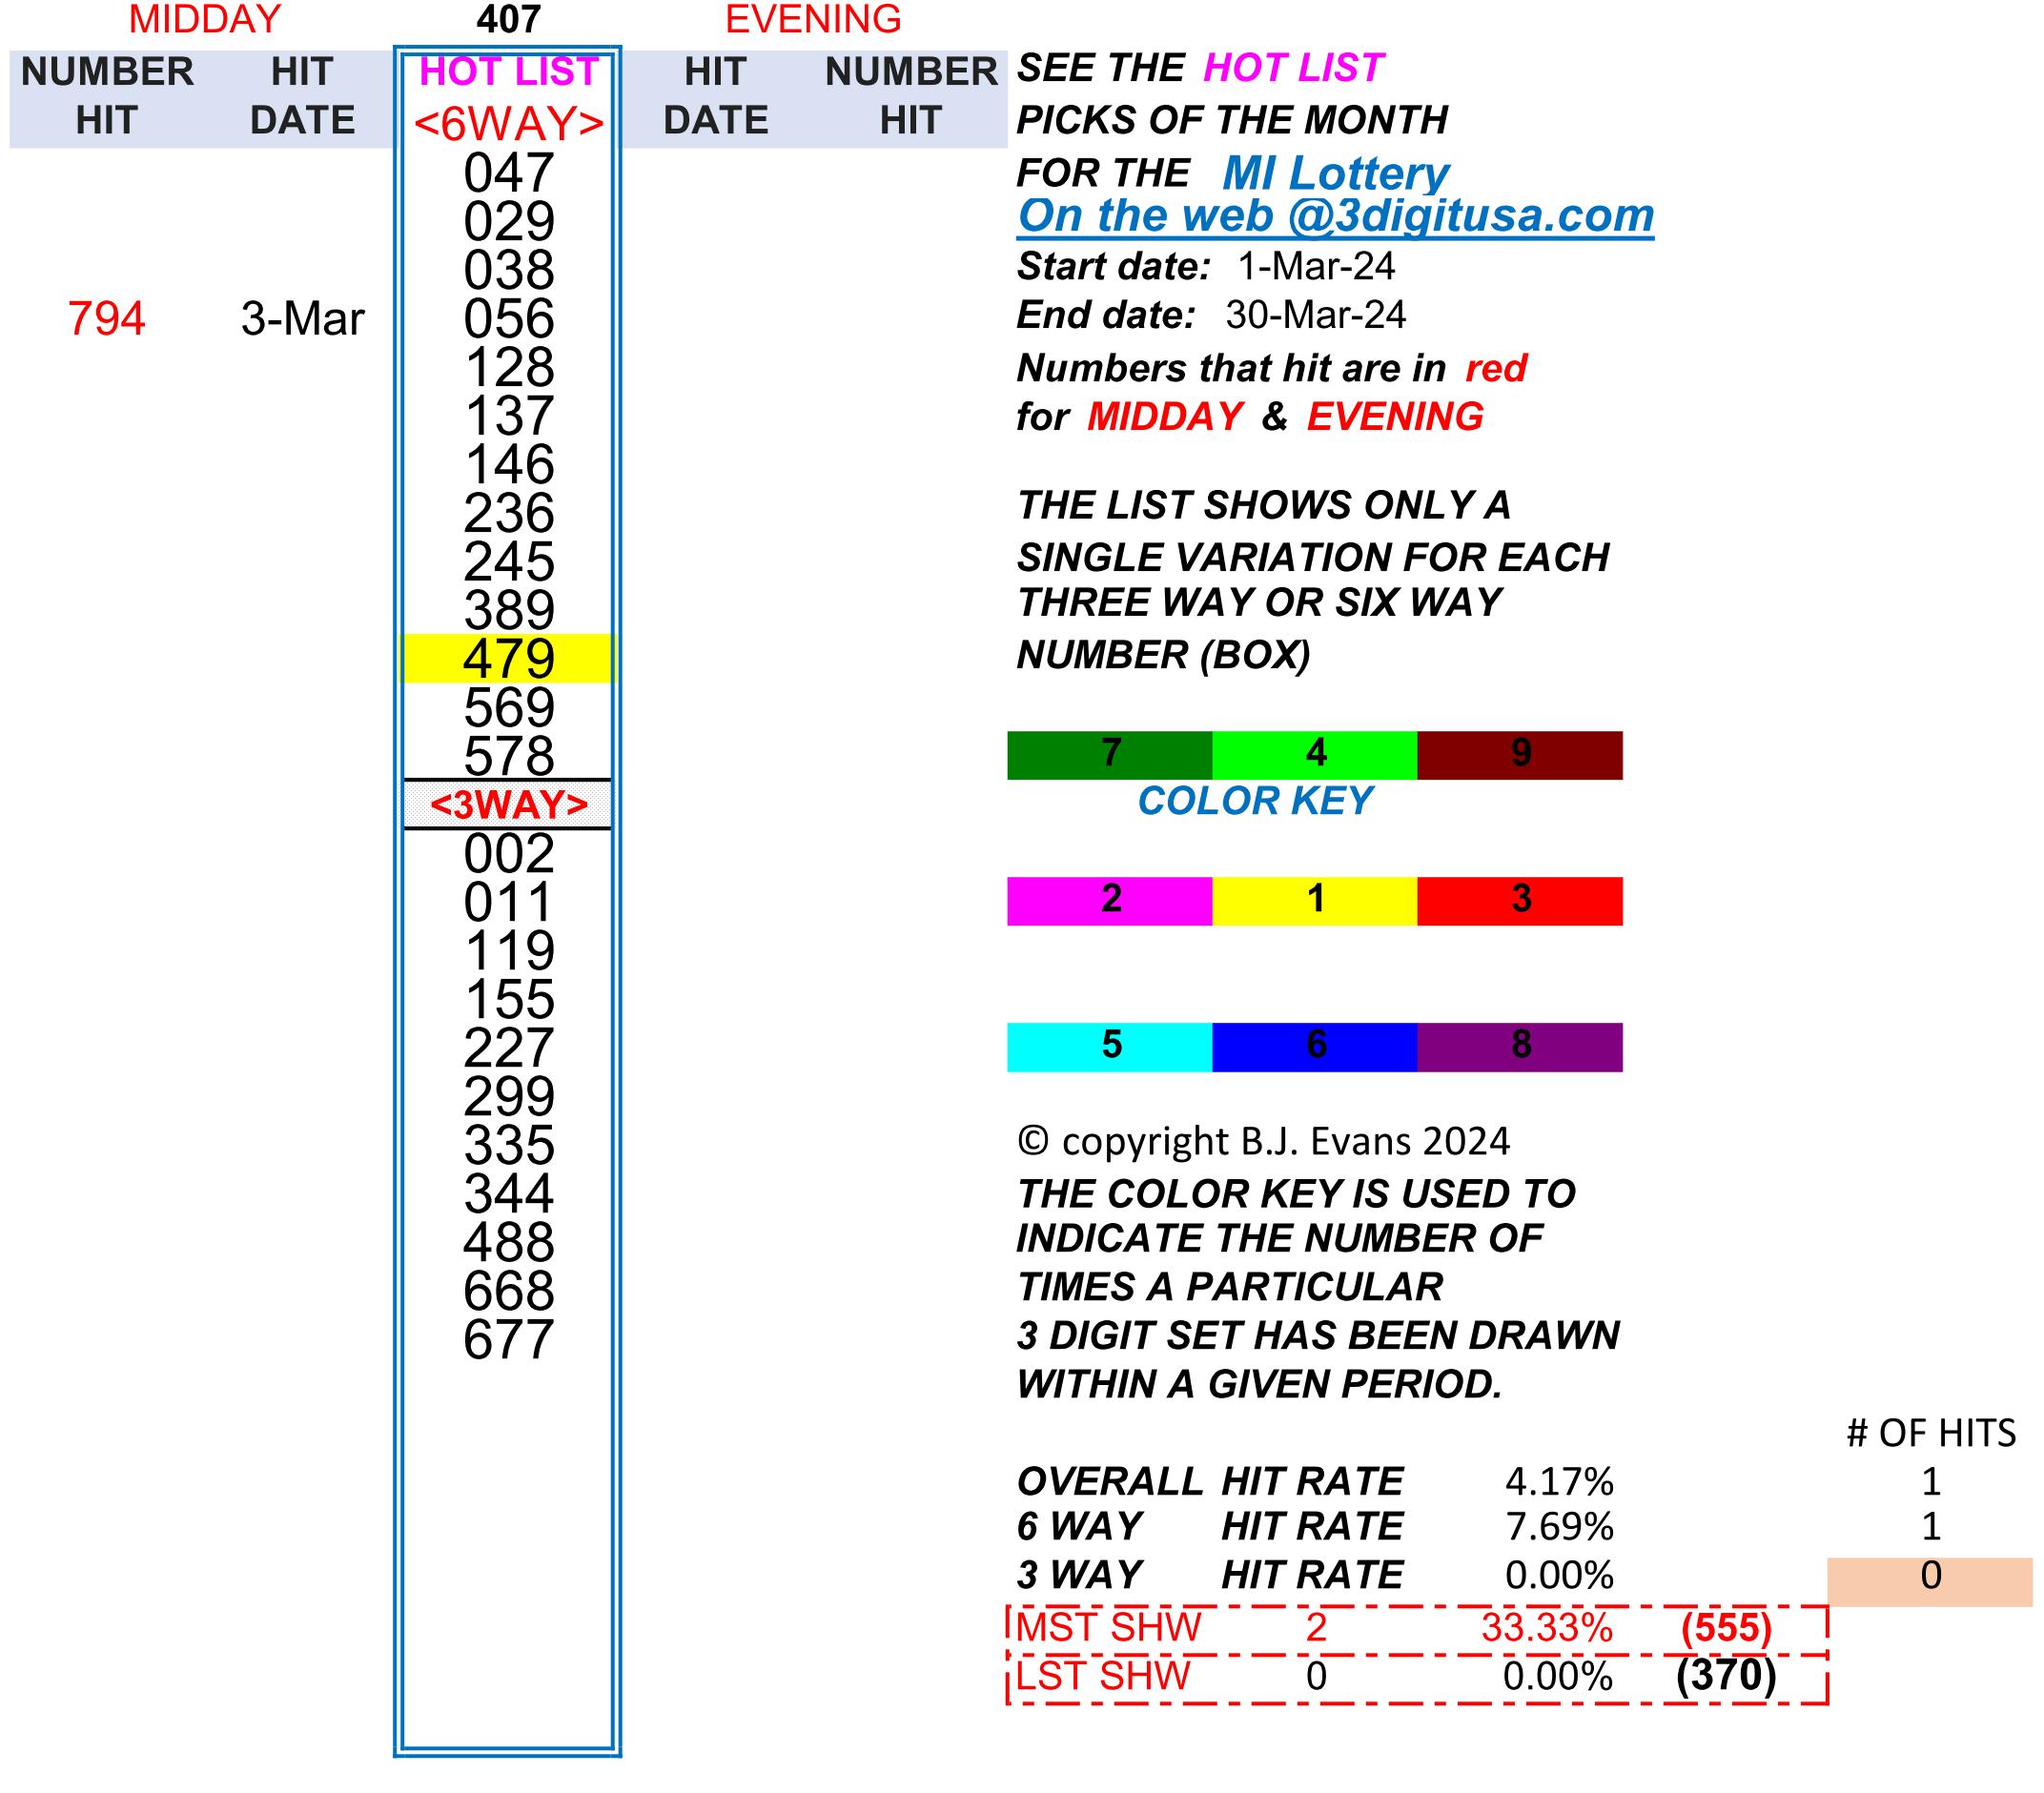 MIDDAY 407 EVENING
NUMBER HIT HOT LIST HIT NUMBER
HIT DATE <6WAY> DATE HIT
047
029
038
794 3-Mar 056
128
137
146
236
245
389
479
569
578
<3WAY>
002
011
119
155
227
299
335
344
488
668
677
SEE THE HOT LIST
PICKS OF THE MONTH
FOR THE MI Lottery
On the web @3digitusa.com
Start date: 1-Mar-24
End date: 30-Mar-24
Numbers that hit are in red
for MIDDAY & EVENING
THE LIST SHOWS ONLY A
SINGLE VARIATION FOR EACH
THREE WAY OR SIX WAY
NUMBER (BOX)
7 4 9
COLOR KEY
2 1 3
5 6 8
© copyright B.J. Evans 2024
THE COLOR KEY IS USED TO
INDICATE THE NUMBER OF
TIMES A PARTICULAR
3 DIGIT SET HAS BEEN DRAWN
WITHIN A GIVEN PERIOD.
# OF HITS
OVERALL HIT RATE 4.17% 1
6 WAY HIT RATE 7.69% 1
3 WAY HIT RATE 0.00% 0
MST SHW 2 33.33% (555)
LST SHW 0 0.00% (370)